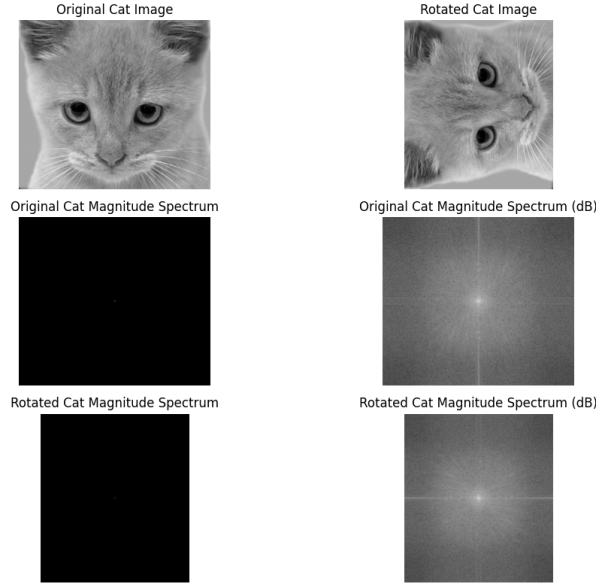 Original Cat Image
Rotated Cat Image
Original Cat Magnitude Spectrum
Original Cat Magnitude Spectrum (dB)
Rotated Cat Magnitude Spectrum
Rotated Cat Magnitude Spectrum (dB)